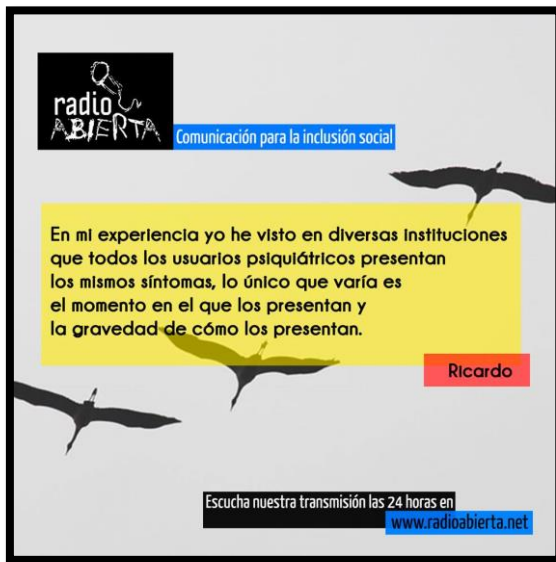 radio
ABIERTA
Comunicación para la inclusión social
En mi experiencia yo he visto en diversas instituciones
que todos los usuarios psiquiátricos presentan
los mismos síntomas, lo único que varía es
el momento en el que los presentan y
la gravedad de cómo los presentan.
Ricardo
Escucha nuestra transmisión las 24 horas en
www.radioabierta.net